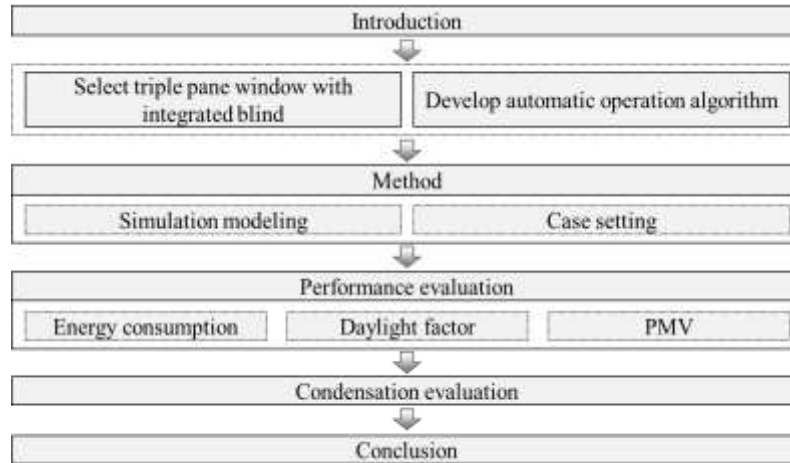 Introduction
Select triple pane window with
integrated blind
Develop automatic operation algorithm
Method
Simulation modeling
Case setting
Performance evaluation
Energy consumption
Daylight factor
PMV
Condensation evaluation
Conclusion